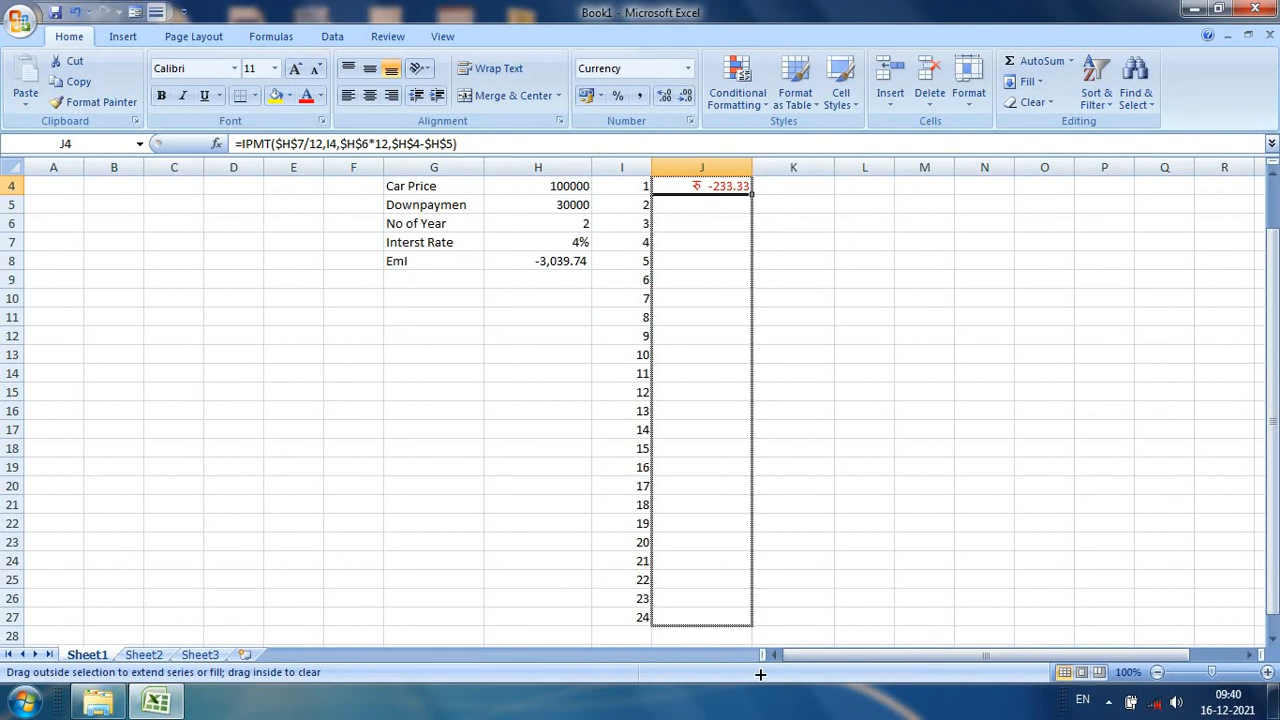 Book1 - Microsoft Excel
Home Insert Page Layout Formulas Data Review View
Paste
Cut
Copy
Format Painter
Clipboard
Calibri 11
B I U
Font
Wrap Text
Merge & Center
Alignment
Currency
Number
Conditional Formatting
Format as Table
Cell Styles
Styles
Insert Delete Format
Cells
Σ AutoSum
Fill
Clear
Sort & Filter
Find & Select
Editing
J4 fx =IPMT($H$7/12,I4,$H$6*12,$H$4-$H$5)
A B C D E F G H I J K L M N O P Q R
4 Car Price 100000 1 रु -233.33
5 Downpaymen 30000 2
6 No of Year 2 3
7 Interst Rate 4% 4
8 EmI -3,039.74 5
9 6
10 7
11 8
12 9
13 10
14 11
15 12
16 13
17 14
18 15
19 16
20 17
21 18
22 19
23 20
24 21
25 22
26 23
27 24
28
Sheet1 Sheet2 Sheet3
Drag outside selection to extend series or fill; drag inside to clear
100%
EN
09:40
16-12-2021